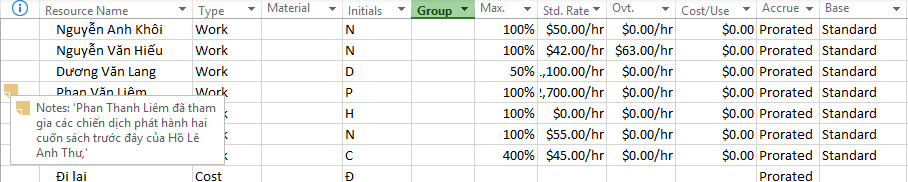 Resource Name Type Material Initials Group Max. Std. Rate Ovt. Cost/Use Accrue Base
Nguyễn Anh Khôi Work N 100% $50.00/hr $0.00/hr $0.00 Prorated Standard
Nguyễn Văn Hiếu Work N 100% $42.00/hr $63.00/hr $0.00 Prorated Standard
Dương Văn Lang Work D 50% .,100.00/hr $0.00/hr $0.00 Prorated Standard
Phan Văn Liêm Work P 100% 2,700.00/hr $0.00/hr $0.00 Prorated Standard
k H 100% $0.00/hr $0.00/hr $0.00 Prorated Standard
k N 100% $55.00/hr $0.00/hr $0.00 Prorated Standard
k C 400% $45.00/hr $0.00/hr $0.00 Prorated Standard
Notes: 'Phan Thanh Liêm đã tham
gia các chiến dịch phát hành hai
cuốn sách trước đây của Hồ Lê
Anh Thư,'
Đi lại Cost Đ Prorated